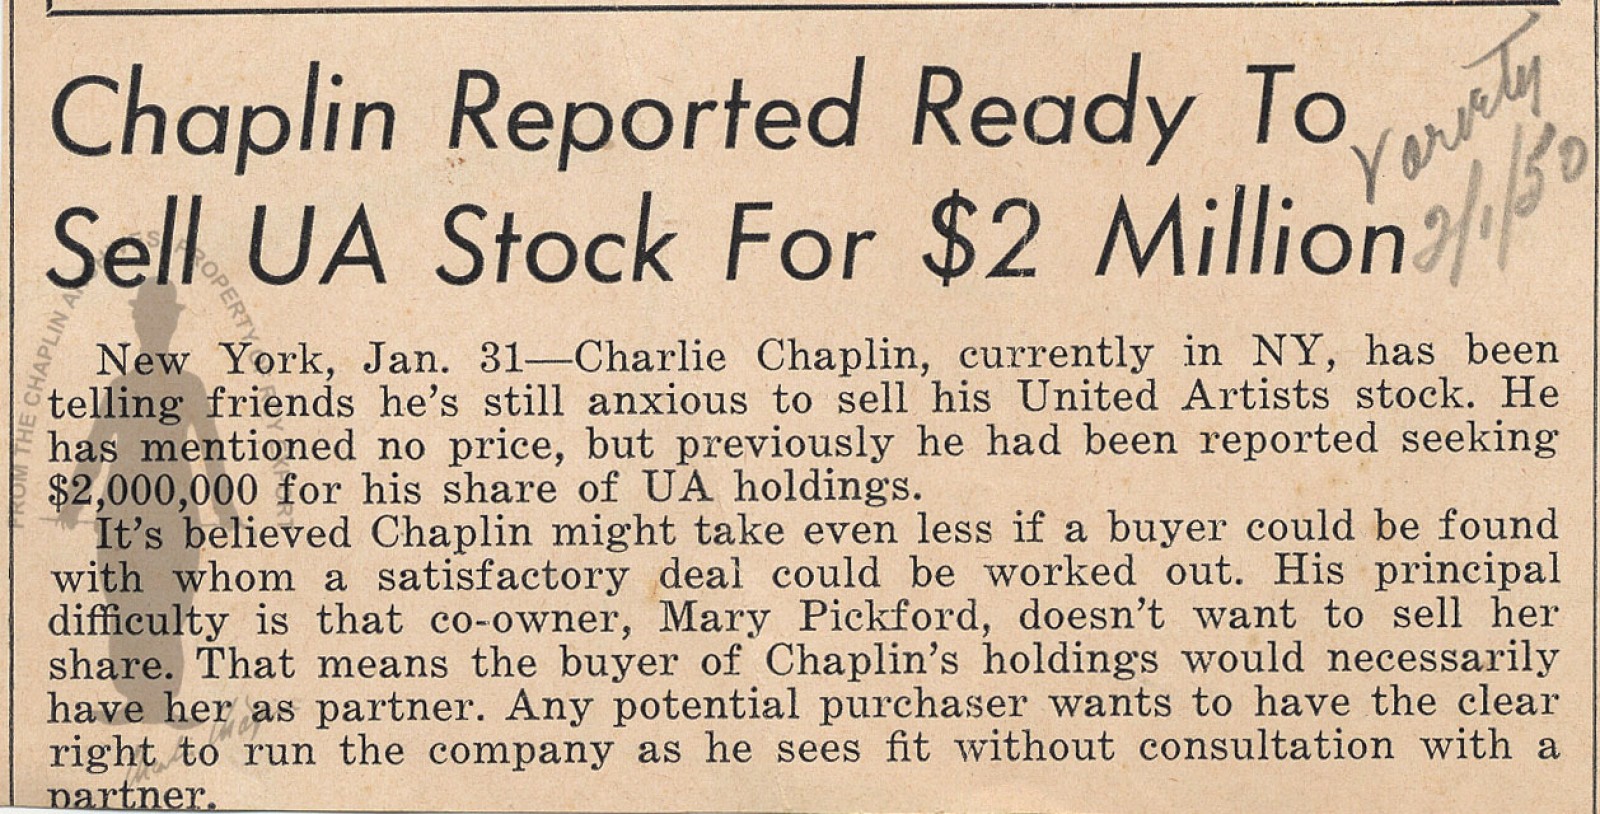 Chaplin Reported Ready To
Sell UA Stock For $2 Million
Variety
2/1/50
New York, Jan. 31—Charlie Chaplin, currently in NY, has been
telling friends he's still anxious to sell his United Artists stock. He
has mentioned no price, but previously he had been reported seeking
$2,000,000 for his share of UA holdings.
It's believed Chaplin might take even less if a buyer could be found
with whom a satisfactory deal could be worked out. His principal
difficulty is that co-owner, Mary Pickford, doesn't want to sell her
share. That means the buyer of Chaplin's holdings would necessarily
have her as partner. Any potential purchaser wants to have the clear
right to run the company as he sees fit without consultation with a
partner.
FROM THE CHAPLIN
PROPERTY